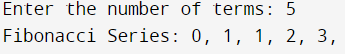 Enter the number of terms: 5
Fibonacci Series: 0, 1, 1, 2, 3,